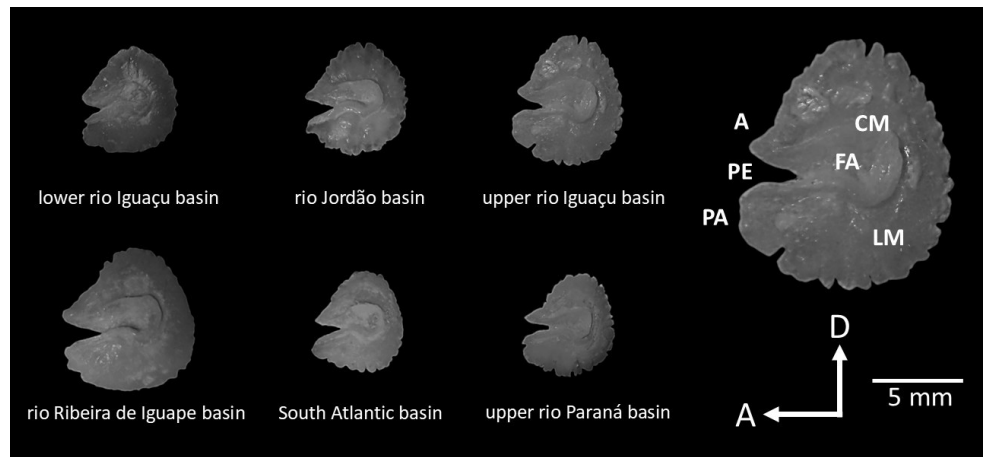 lower rio Iguaçu basin
rio Jordão basin
upper rio Iguaçu basin
rio Ribeira de Iguape basin
South Atlantic basin
upper rio Paraná basin
A
CM
PE
FA
PA
LM
D
A
5 mm